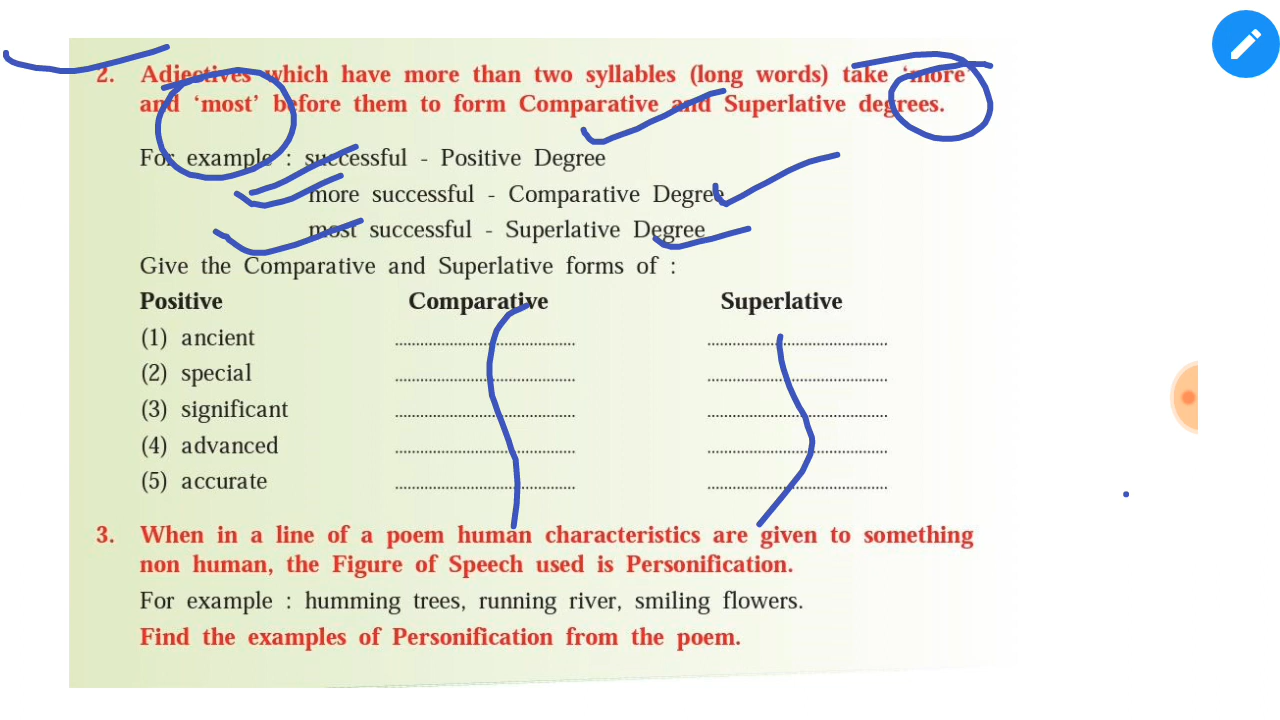 2. Adjectives which have more than two syllables (long words) take ‘more’
and ‘most’ before them to form Comparative and Superlative degrees.
For example : successful - Positive Degree
more successful - Comparative Degree
most successful - Superlative Degree
Give the Comparative and Superlative forms of :
Positive Comparative Superlative
(1) ancient .......................................... ..........................................
(2) special .......................................... ..........................................
(3) significant .......................................... ..........................................
(4) advanced .......................................... ..........................................
(5) accurate .......................................... ..........................................
3. When in a line of a poem human characteristics are given to something
non human, the Figure of Speech used is Personification.
For example : humming trees, running river, smiling flowers.
Find the examples of Personification from the poem.